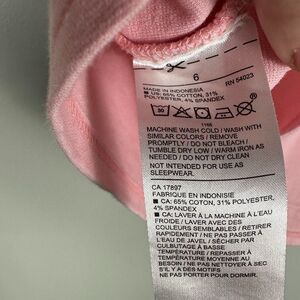 6
RN 54023
MADE IN INDONESIA
US: 65% COTTON, 31%
POLYESTER, 4% SPANDEX
30
MACHINE WASH COLD / WASH WITH
SIMILAR COLORS / REMOVE
PROMPTLY / DO NOT BLEACH /
TUMBLE DRY LOW / WARM IRON AS
NEEDED / DO NOT DRY CLEAN
NOT INTENDED FOR USE AS
SLEEPWEAR.
CA 17897
FABRIQUÉ EN INDONÉSIE
CA: 65% COTTON, 31% POLYESTER,
4% SPANDEX
CA: LAVER À LA MACHINE À L'EAU
FROIDE / LAVER AVEC DES
COULEURS SEMBLABLES / RETIRER
RAPIDEMENT / NE PAS PASSER À
L'EAU DE JAVEL / SÉCHER PAR
CULBUTAGE À BASSE
TEMPÉRATURE / REPASSER À
TEMPÉRATURE MOYENNE AU
BESOIN / NE PAS NETTOYER À SEC
NE PAS PORTER POUR DORMIR.